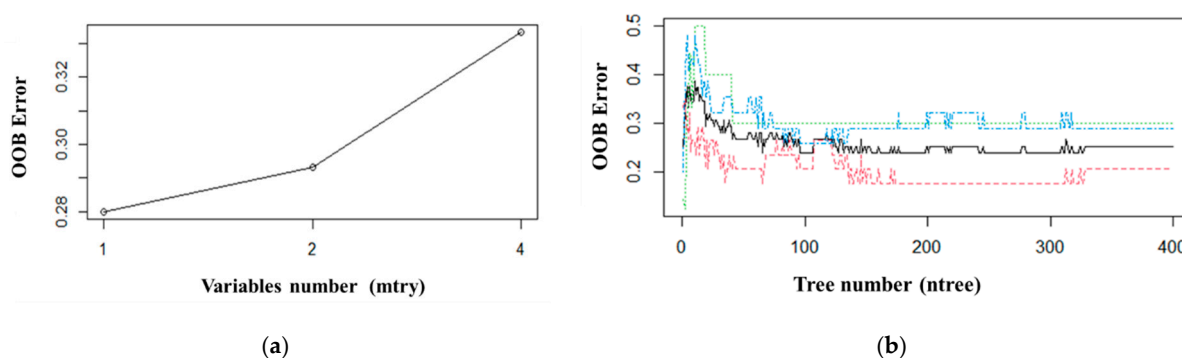 OOB Error
0.32
0.30
0.28
1 2 4
Variables number (mtry)
(a)
OOB Error
0.5
0.4
0.3
0.2
0 100 200 300 400
Tree number (ntree)
(b)